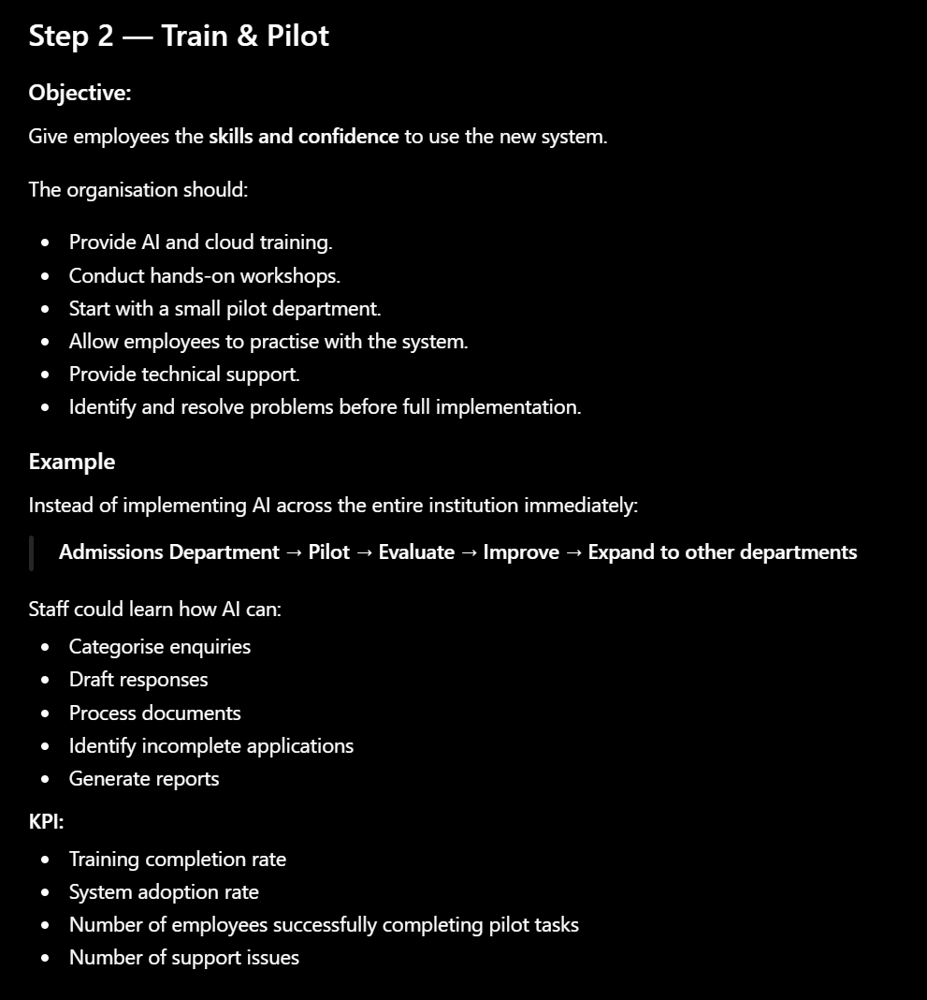 Step 2 — Train & Pilot
Objective:
Give employees the skills and confidence to use the new system.
The organisation should:
• Provide AI and cloud training.
• Conduct hands-on workshops.
• Start with a small pilot department.
• Allow employees to practise with the system.
• Provide technical support.
• Identify and resolve problems before full implementation.
Example
Instead of implementing AI across the entire institution immediately:
Admissions Department → Pilot → Evaluate → Improve → Expand to other departments
Staff could learn how AI can:
• Categorise enquiries
• Draft responses
• Process documents
• Identify incomplete applications
• Generate reports
KPI:
• Training completion rate
• System adoption rate
• Number of employees successfully completing pilot tasks
• Number of support issues